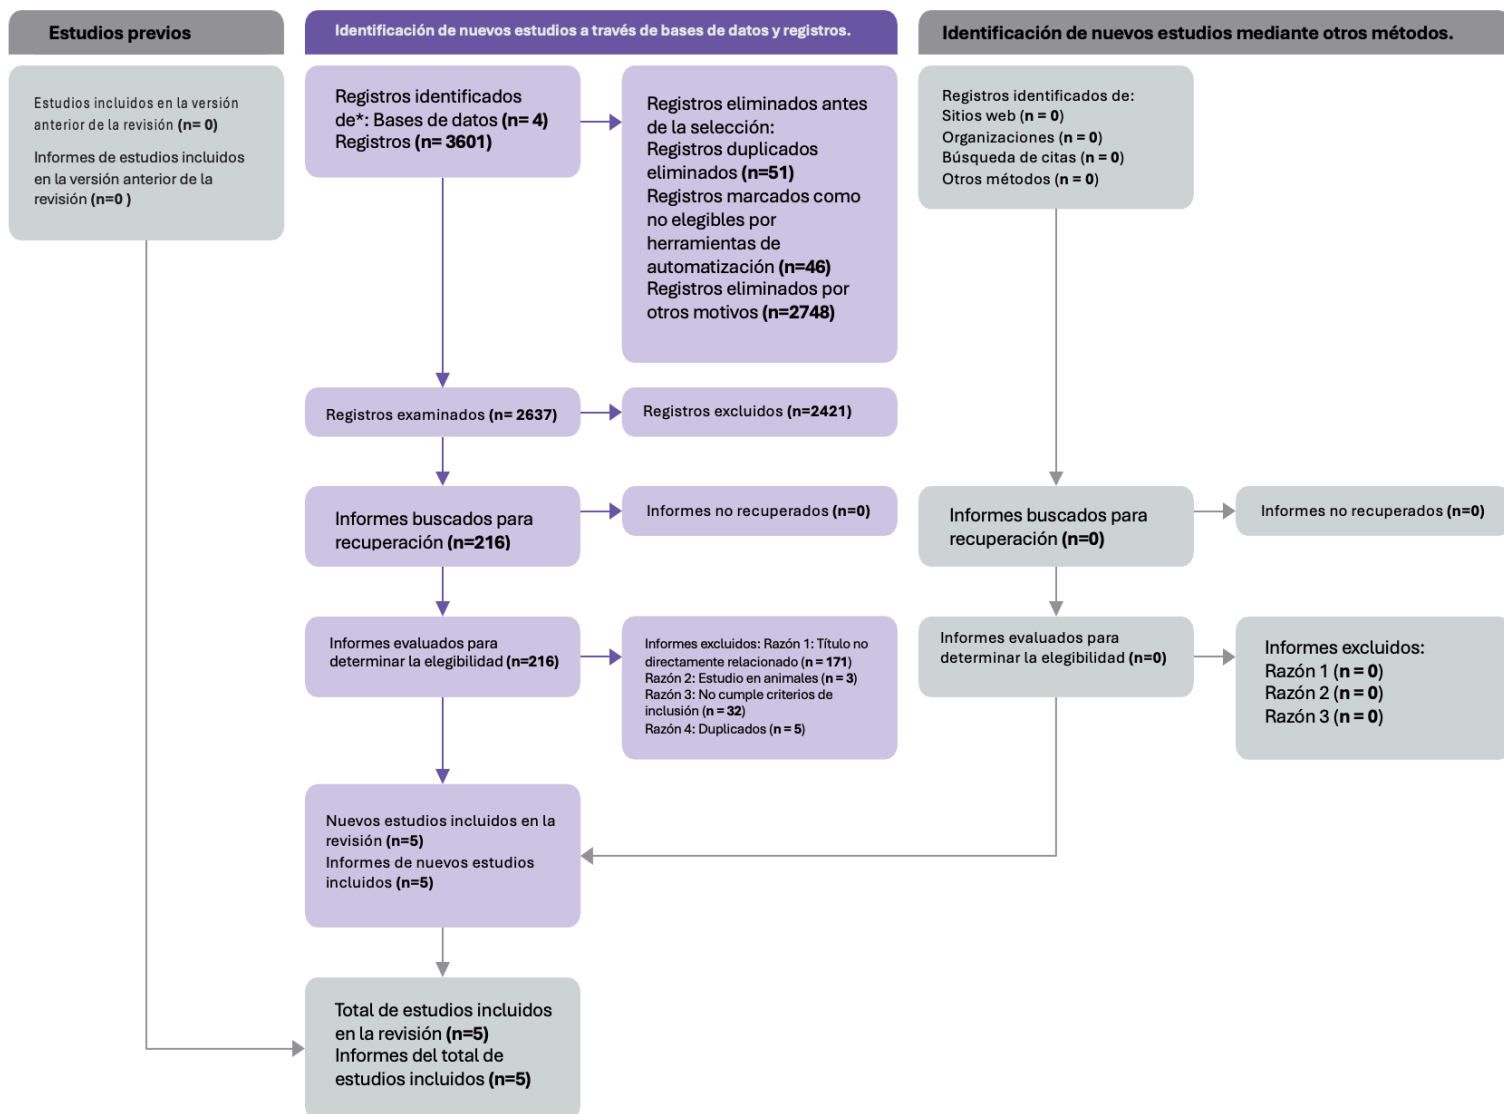 Estudios previos
Identificación de nuevos estudios a través de bases de datos y registros.
Identificación de nuevos estudios mediante otros métodos.
Estudios incluidos en la versión
anterior de la revisión (n= 0)
Informes de estudios incluidos
en la versión anterior de la
revisión (n=0 )
Registros identificados
de*: Bases de datos (n= 4)
Registros (n= 3601)
Registros eliminados antes
de la selección:
Registros duplicados
eliminados (n=51)
Registros marcados como
no elegibles por
herramientas de
automatización (n=46)
Registros eliminados por
otros motivos (n=2748)
Registros identificados de:
Sitios web (n = 0)
Organizaciones (n = 0)
Búsqueda de citas (n = 0)
Otros métodos (n = 0)
Registros examinados (n= 2637)
Registros excluidos (n=2421)
Informes buscados para
recuperación (n=216)
Informes no recuperados (n=0)
Informes buscados para
recuperación (n=0)
Informes no recuperados (n=0)
Informes evaluados para
determinar la elegibilidad (n=216)
Informes excluidos: Razón 1: Título no
directamente relacionado (n = 171)
Razón 2: Estudio en animales (n = 3)
Razón 3: No cumple criterios de
inclusión (n = 32)
Razón 4: Duplicados (n = 5)
Informes evaluados para
determinar la elegibilidad (n=0)
Informes excluidos:
Razón 1 (n = 0)
Razón 2 (n = 0)
Razón 3 (n = 0)
Nuevos estudios incluidos en la
revisión (n=5)
Informes de nuevos estudios
incluidos (n=5)
Total de estudios incluidos
en la revisión (n=5)
Informes del total de
estudios incluidos (n=5)